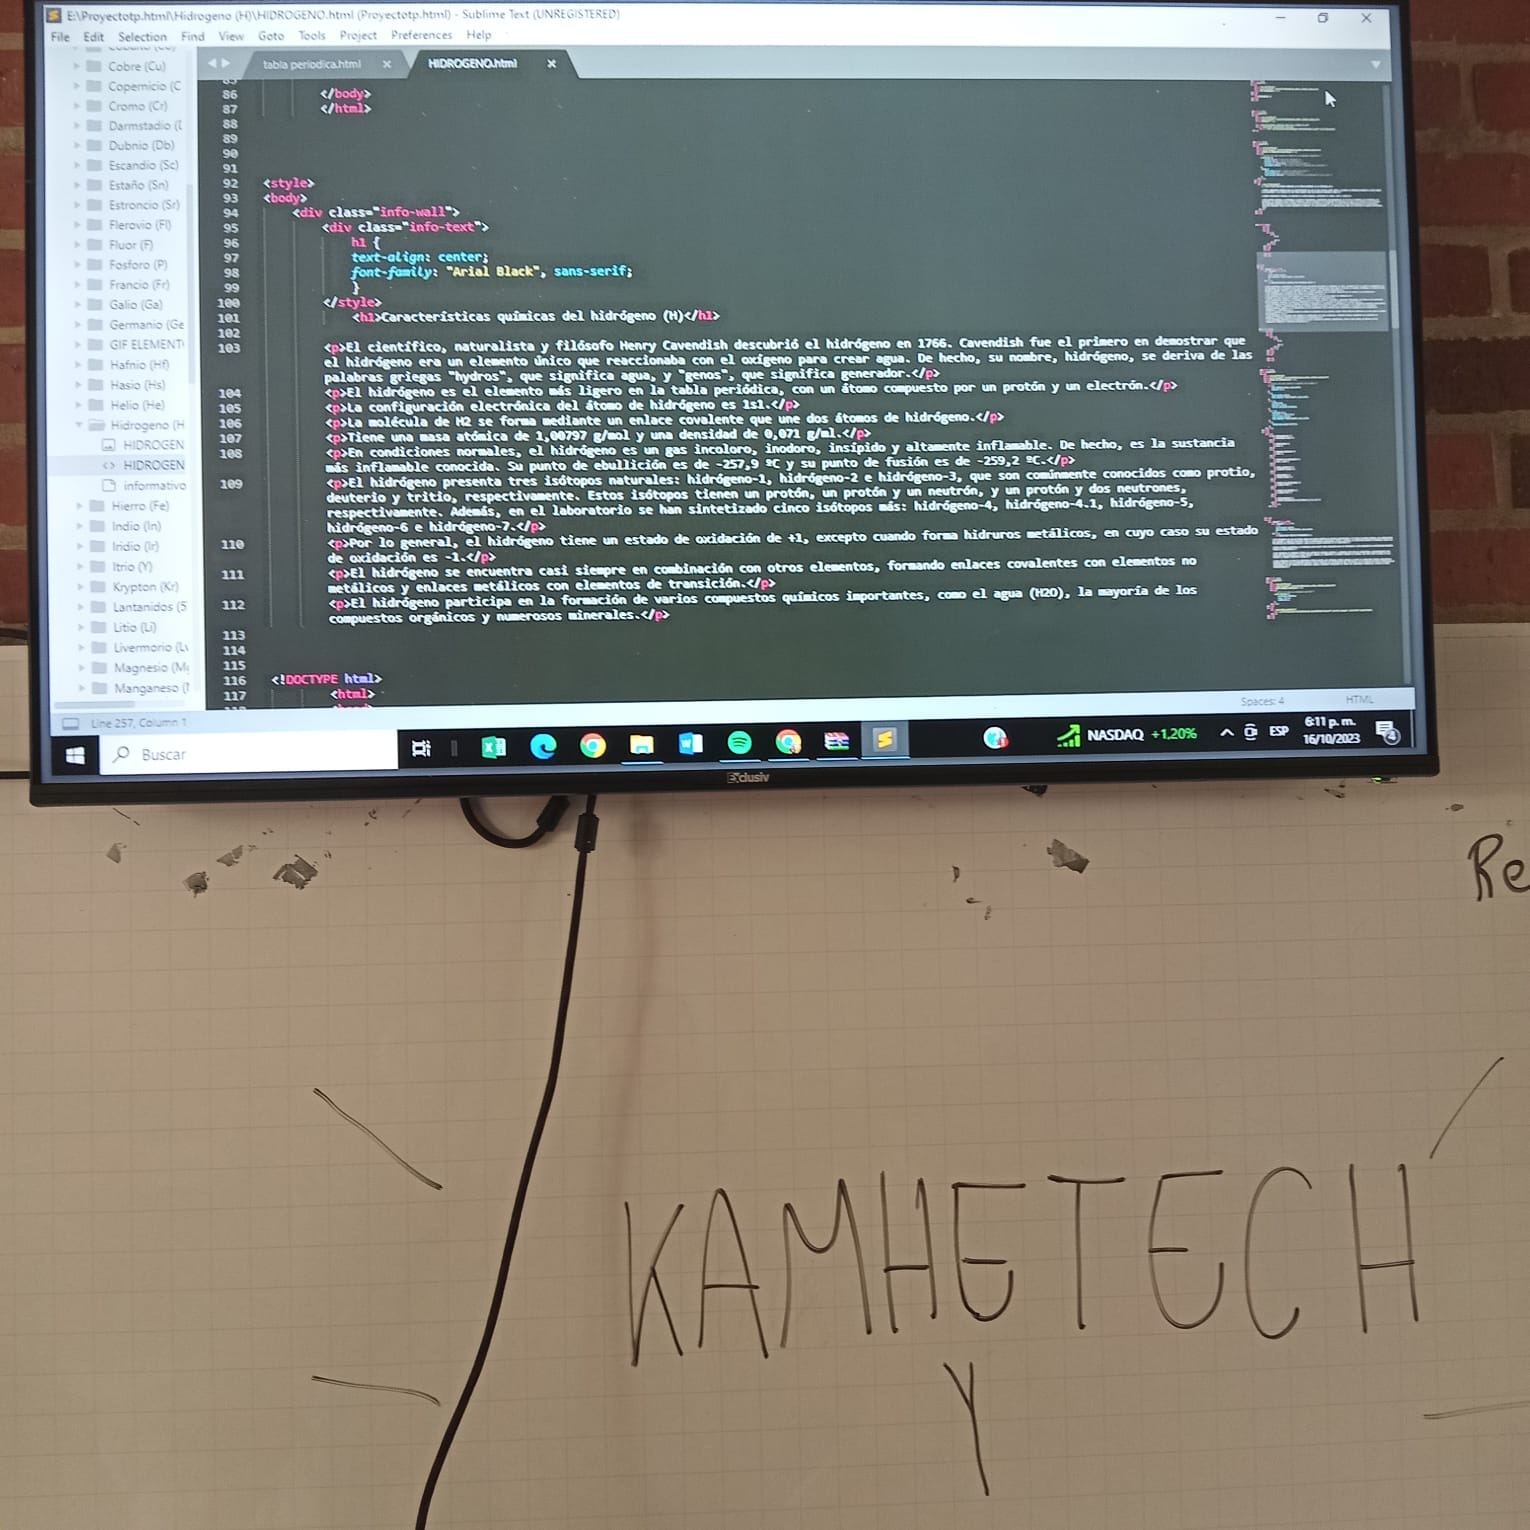 E:\Proyectotp.html\Hidrogeno (H)\HIDROGENO.html (Proyectotp.html) - Sublime Text (UNREGISTERED)
File Edit Selection Find View Goto Tools Project Preferences Help
tabla periodica.html HIDROGENO.html
Cobre (Cu)
Copernicio (C
Cromo (Cr)
Darmstadio (
Dubnio (Db)
Escandio (Sc)
Estaño (Sn)
Estroncio (Sr)
Flerovio (Fl)
Fluor (F)
Fosforo (P)
Francio (Fr)
Galio (Ga)
Germanio (Ge
GIF ELEMENT
Hafnio (Hf)
Hasio (Hs)
Helio (He)
Hidrogeno (H
HIDROGEN
<> HIDROGEN
informativo
Hierro (Fe)
Indio (In)
Iridio (Ir)
Itrio (Y)
Krypton (Kr)
Lantanidos (5
Litio (Li)
Livermorio (Lv
Magnesio (M
Manganeso (
85
86 </body>
87 </html>
88
89
90
91
92 <style>
93 <body>
94 <div class="info-wall">
95 <div class="info-text">
96 h1 {
97 text-align: center;
98 font-family: "Arial Black", sans-serif;
99 }
100 </style>
101 <h1>Características químicas del hidrógeno (H)</h1>
102
103 <p>El científico, naturalista y filósofo Henry Cavendish descubrió el hidrógeno en 1766. Cavendish fue el primero en demostrar que
el hidrógeno era un elemento único que reaccionaba con el oxígeno para crear agua. De hecho, su nombre, hidrógeno, se deriva de las
palabras griegas "hydros", que significa agua, y "genos", que significa generador.</p>
104 <p>El hidrógeno es el elemento más ligero en la tabla periódica, con un átomo compuesto por un protón y un electrón.</p>
105 <p>La configuración electrónica del átomo de hidrógeno es 1s1.</p>
106 <p>La molécula de H2 se forma mediante un enlace covalente que une dos átomos de hidrógeno.</p>
107 <p>Tiene una masa atómica de 1,00797 g/mol y una densidad de 0,071 g/ml.</p>
108 <p>En condiciones normales, el hidrógeno es un gas incoloro, inodoro, insípido y altamente inflamable. De hecho, es la sustancia
más inflamable conocida. Su punto de ebullición es de -257,9 ºC y su punto de fusión es de -259,2 ºC.</p>
109 <p>El hidrógeno presenta tres isótopos naturales: hidrógeno-1, hidrógeno-2 e hidrógeno-3, que son comúnmente conocidos como protio,
deuterio y tritio, respectivamente. Estos isótopos tienen un protón, un protón y un neutrón, y un protón y dos neutrones,
respectivamente. Además, en el laboratorio se han sintetizado cinco isótopos más: hidrógeno-4, hidrógeno-4.1, hidrógeno-5,
hidrógeno-6 e hidrógeno-7.</p>
110 <p>Por lo general, el hidrógeno tiene un estado de oxidación de +1, excepto cuando forma hidruros metálicos, en cuyo caso su estado
de oxidación es -1.</p>
111 <p>El hidrógeno se encuentra casi siempre en combinación con otros elementos, formando enlaces covalentes con elementos no
metálicos y enlaces metálicos con elementos de transición.</p>
112 <p>El hidrógeno participa en la formación de varios compuestos químicos importantes, como el agua (H2O), la mayoría de los
compuestos orgánicos y numerosos minerales.</p>
113
114
115
116 <!DOCTYPE html>
117 <html>
Line 257, Column 1 Spaces: 4 HTML
Buscar NASDAQ +1,20% ESP 6:11 p. m.
16/10/2023 4
Exclusiv
Re
KAMHETECH
Y